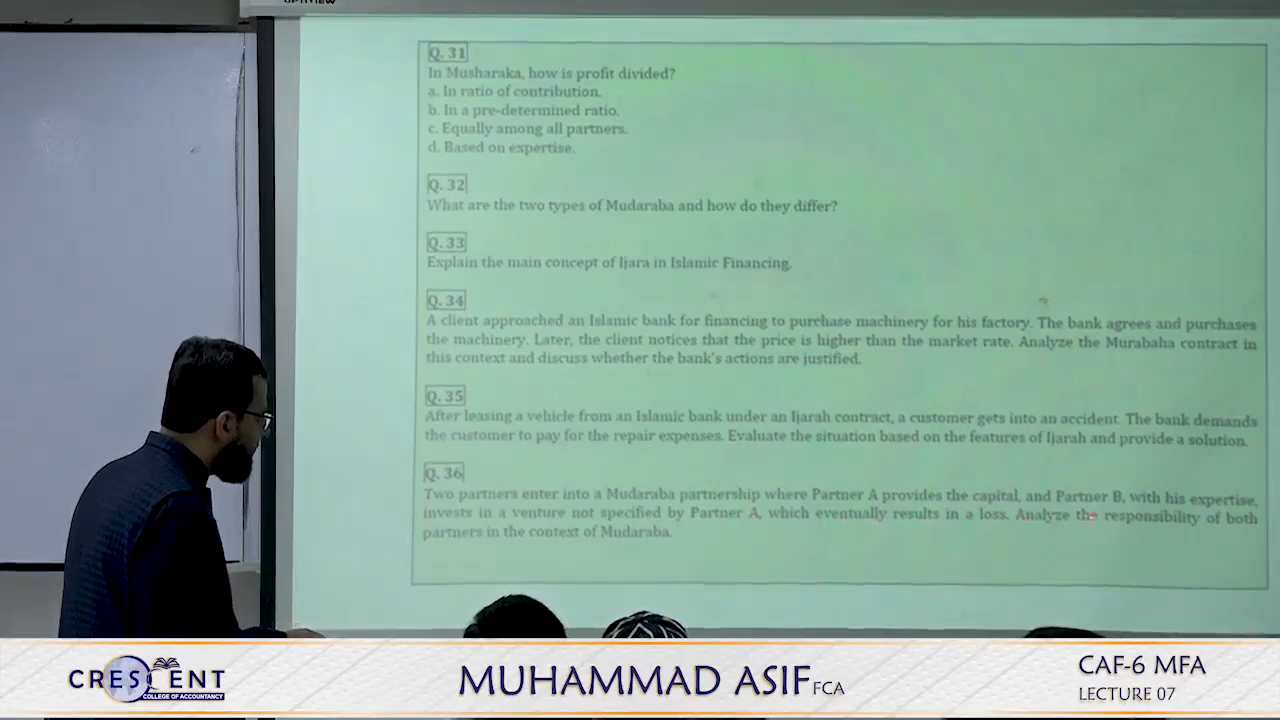 OPTIVIEW
Q. 31
In Musharaka, how is profit divided?
a. In ratio of contribution.
b. In a pre-determined ratio.
c. Equally among all partners.
d. Based on expertise.
Q. 32
What are the two types of Mudaraba and how do they differ?
Q. 33
Explain the main concept of Ijara in Islamic Financing.
Q. 34
A client approached an Islamic bank for financing to purchase machinery for his factory. The bank agrees and purchases
the machinery. Later, the client notices that the price is higher than the market rate. Analyze the Murabaha contract in
this context and discuss whether the bank's actions are justified.
Q. 35
After leasing a vehicle from an Islamic bank under an Ijarah contract, a customer gets into an accident. The bank demands
the customer to pay for the repair expenses. Evaluate the situation based on the features of Ijarah and provide a solution.
Q. 36
Two partners enter into a Mudaraba partnership where Partner A provides the capital, and Partner B, with his expertise,
invests in a venture not specified by Partner A, which eventually results in a loss. Analyze the responsibility of both
partners in the context of Mudaraba.
CRESCENT
COLLEGE OF ACCOUNTANCY
MUHAMMAD ASIF FCA
CAF-6 MFA
LECTURE 07